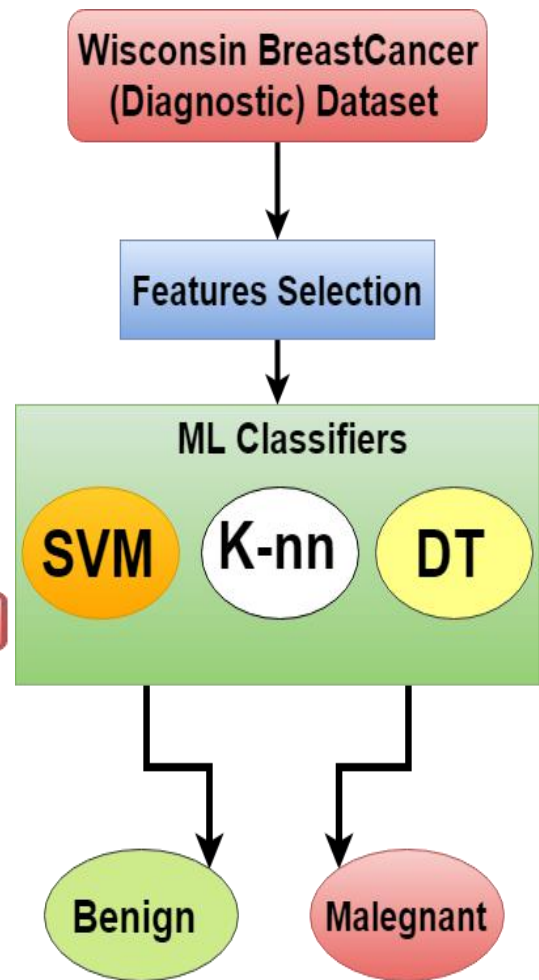 Wisconsin BreastCancer
(Diagnostic) Dataset
Features Selection
ML Classifiers
SVM
K-nn
DT
Benign
Malegnant